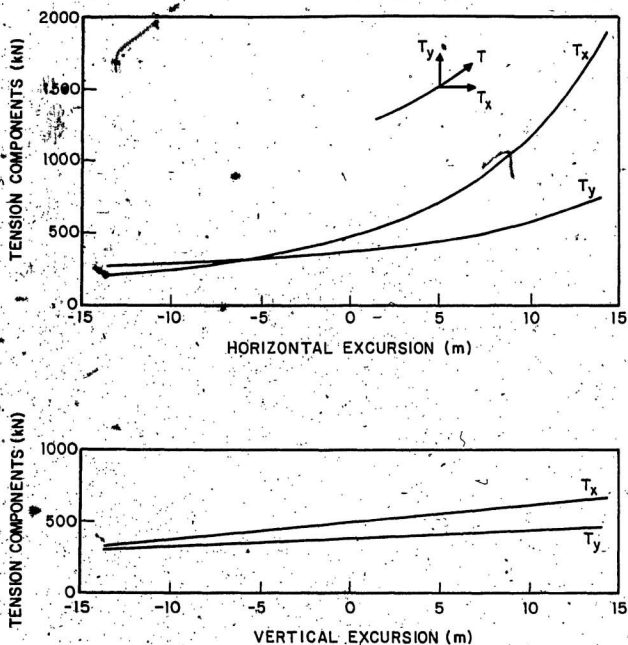 TENSION COMPONENTS (kN)
2000
1500
1000
500
0
-15
-10
-5
0
5
10
15
HORIZONTAL EXCURSION (m)
Ty
T
Tx
Tx
Ty
TENSION COMPONENTS (kN)
1000
500
0
-15
-10
-5
0
5
10
15
VERTICAL EXCURSION (m)
Tx
Ty